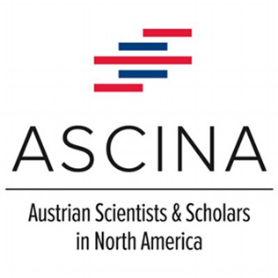 ASCINA
Austrian Scientists & Scholars
in North America